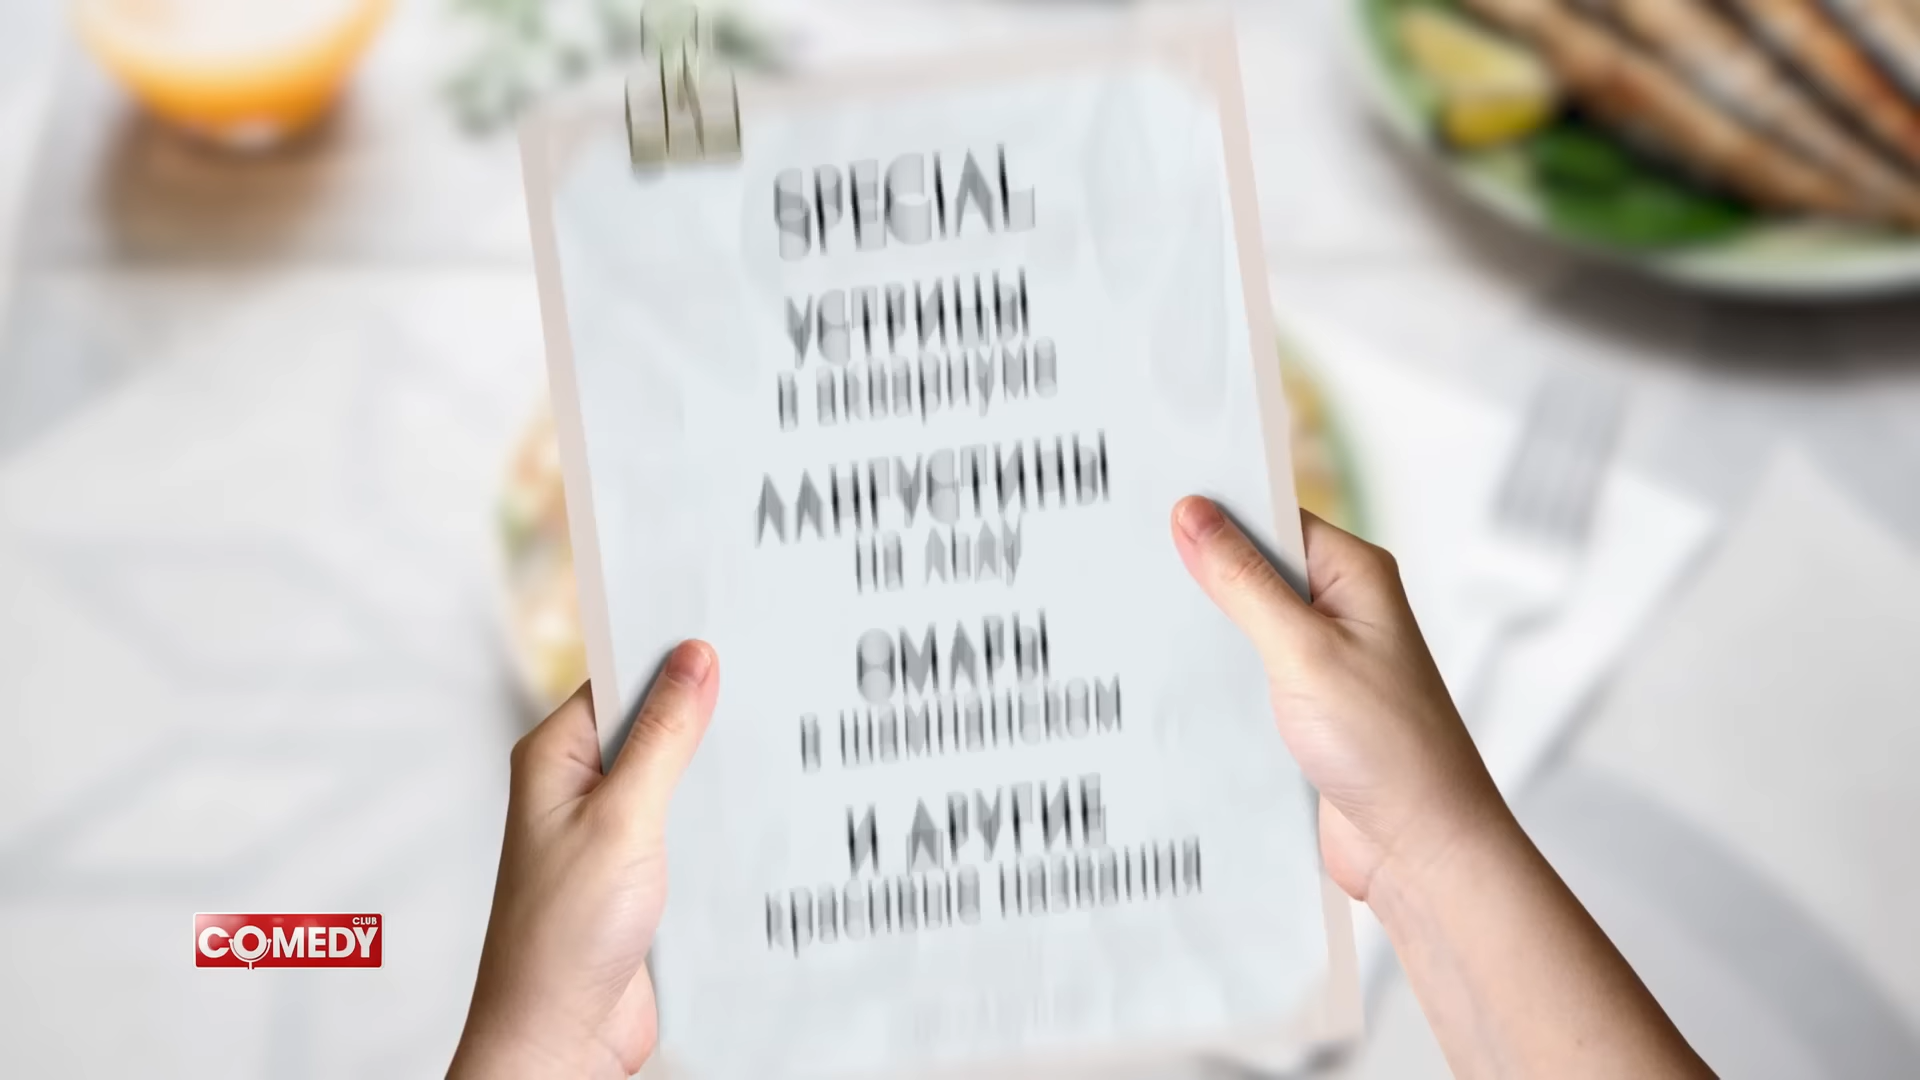 SPECIAL
УСТРИЦЫ
в аквариуме
ЛАНГУСТИНЫ
на льду
ОМАРЫ
в шампанском
И ДРУГИЕ
красивые названия
COMEDY CLUB